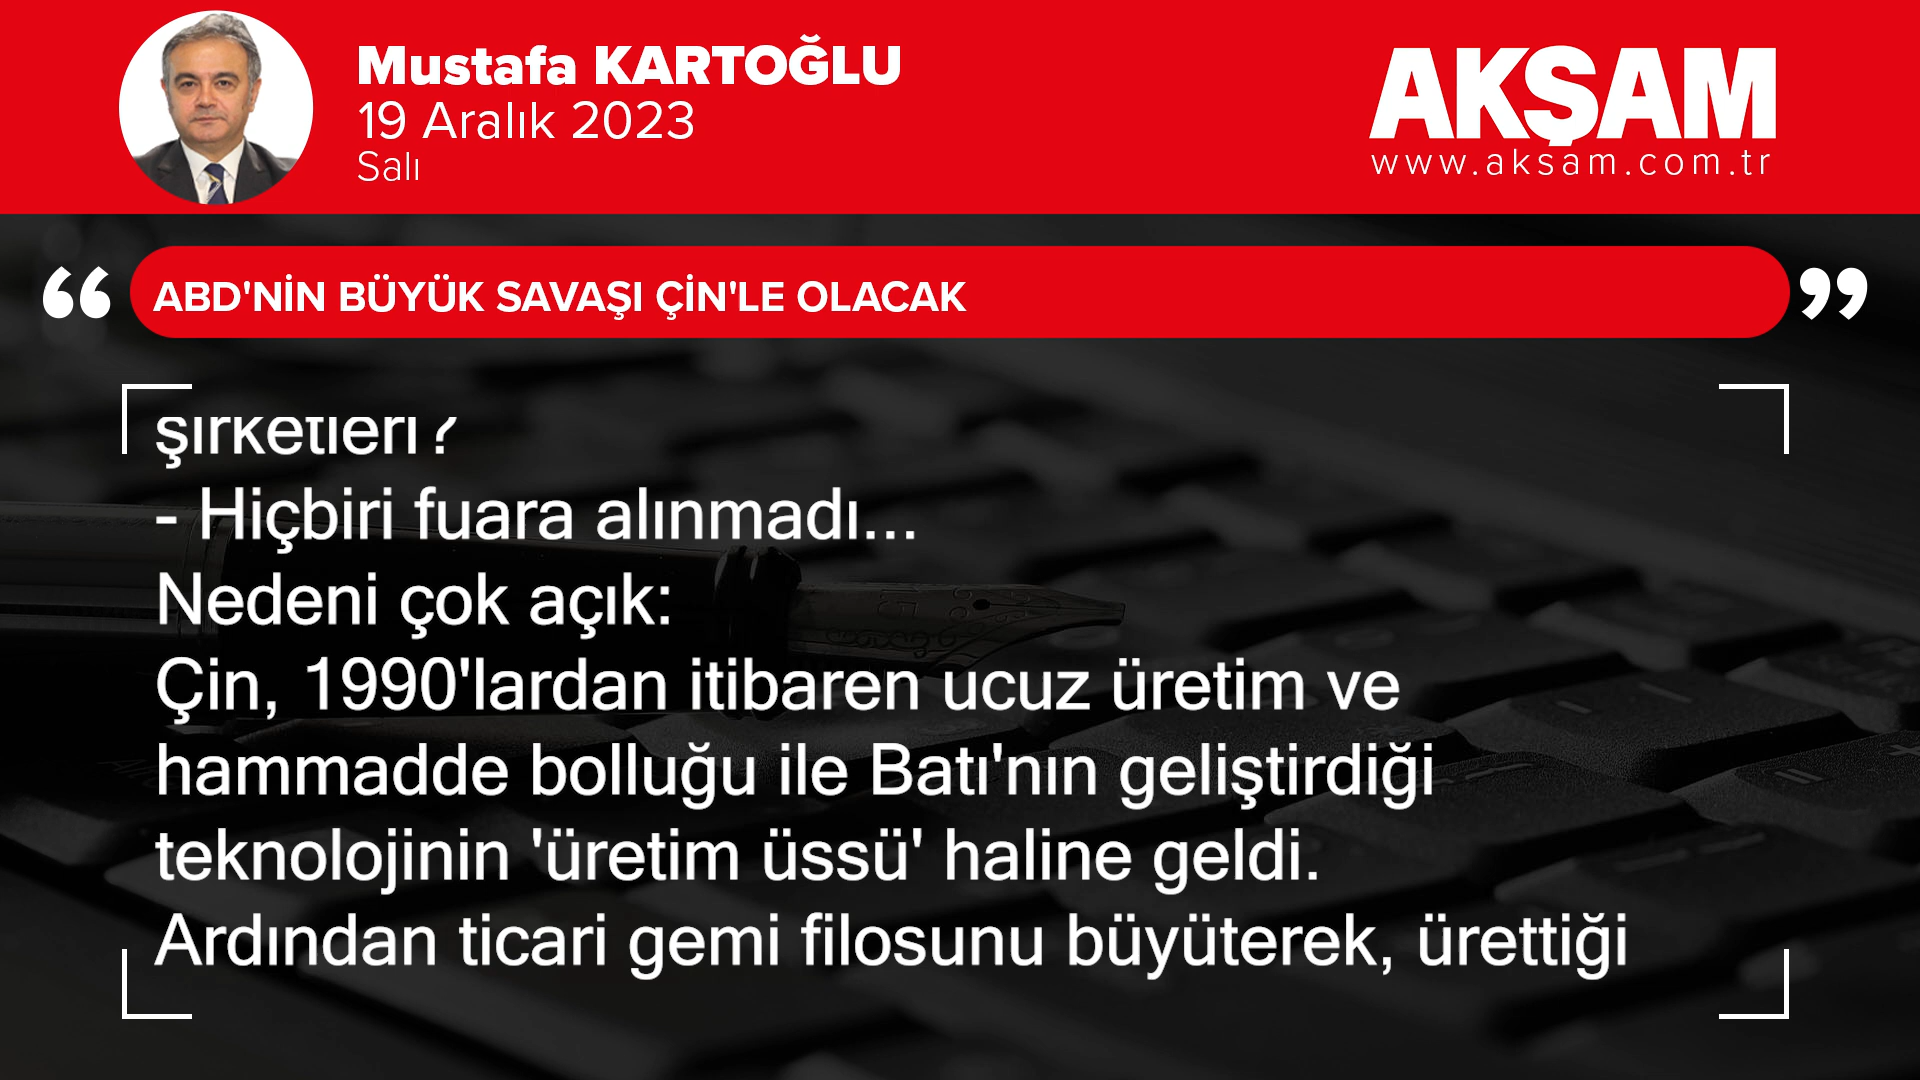 Mustafa KARTOĞLU
19 Aralık 2023
Salı
AKŞAM
www.aksam.com.tr
ABD'NİN BÜYÜK SAVAŞI ÇİN'LE OLACAK
şirketleri?
- Hiçbiri fuara alınmadı...
Nedeni çok açık:
Çin, 1990'lardan itibaren ucuz üretim ve
hammadde bolluğu ile Batı'nın geliştirdiği
teknolojinin 'üretim üssü' haline geldi.
Ardından ticari gemi filosunu büyüterek, ürettiği